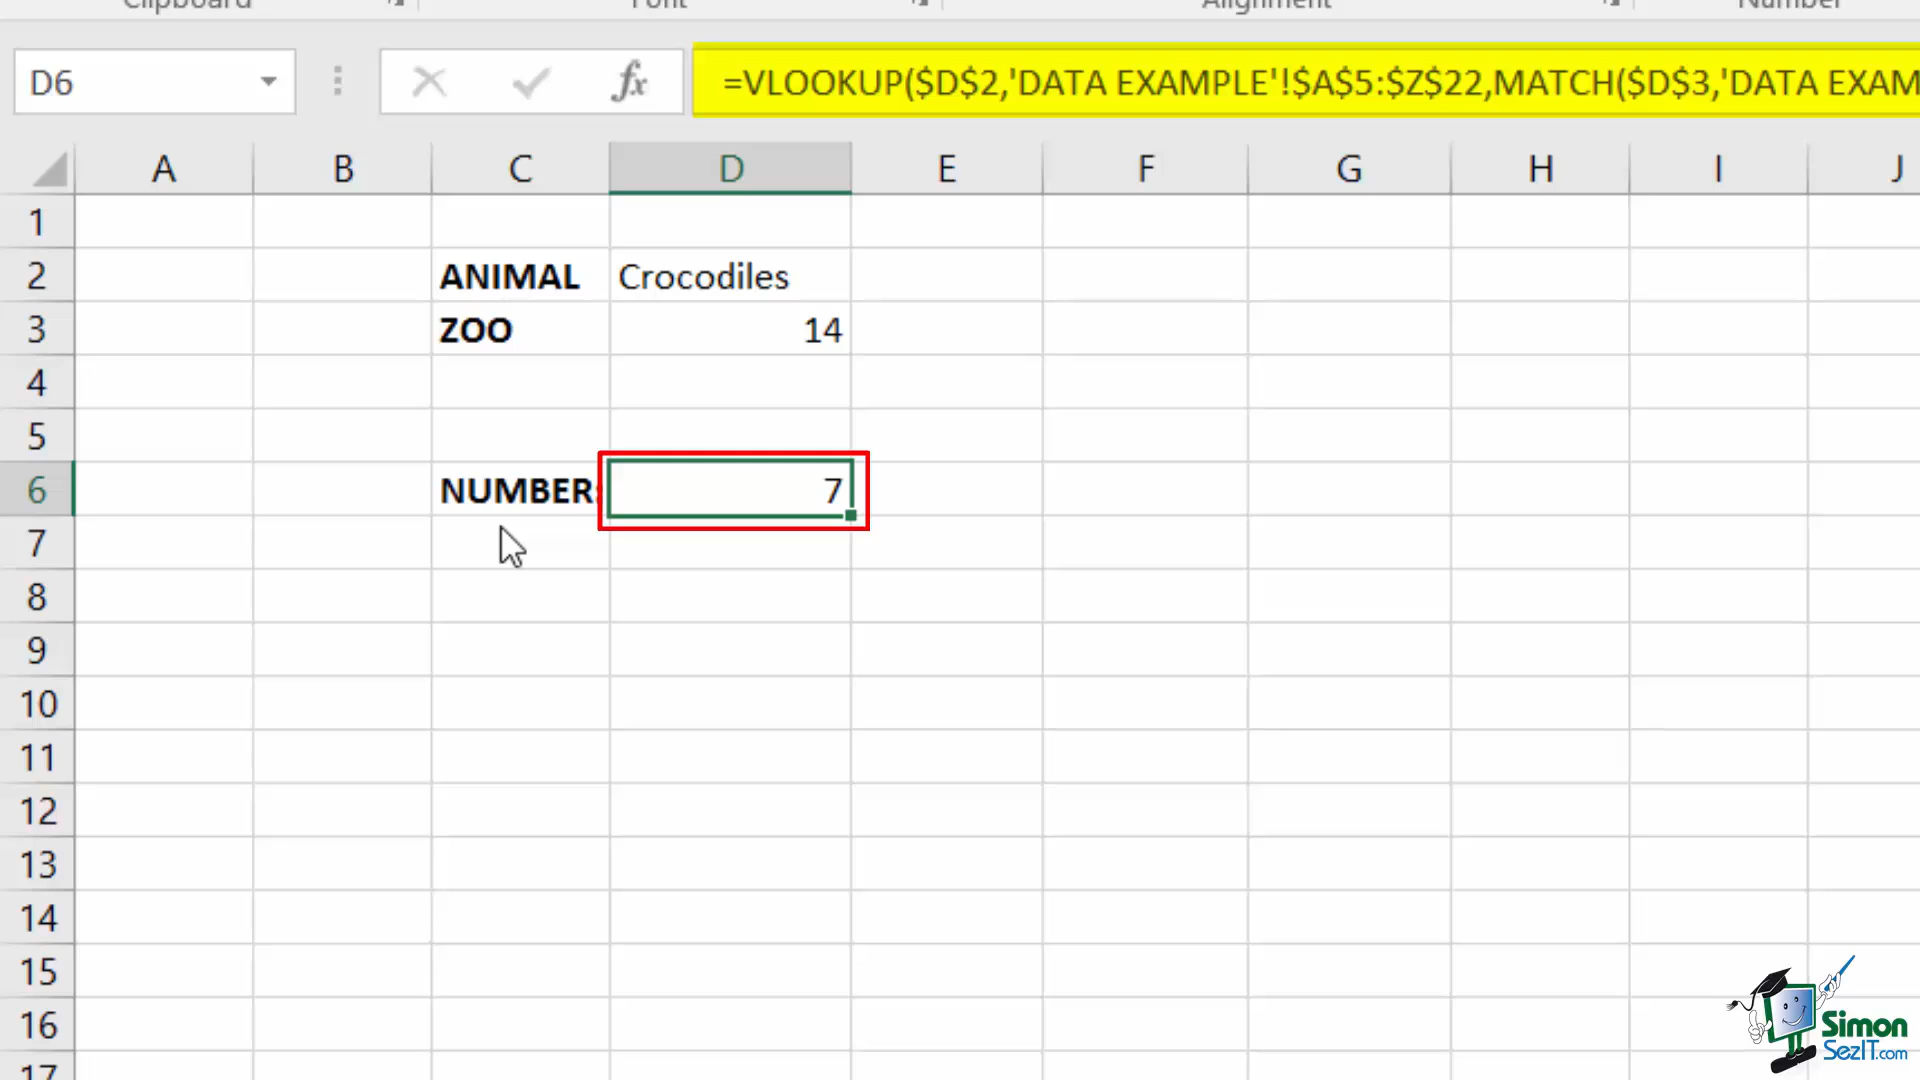 Clipboard Font Alignment Number
D6 fx =VLOOKUP($D$2,'DATA EXAMPLE'!$A$5:$Z$22,MATCH($D$3,'DATA EXAM
A B C D E F G H I J
1
2 ANIMAL Crocodiles
3 ZOO 14
4
5
6 NUMBER: 7
7
8
9
10
11
12
13
14
15
16
17
Simon
SezIT.com